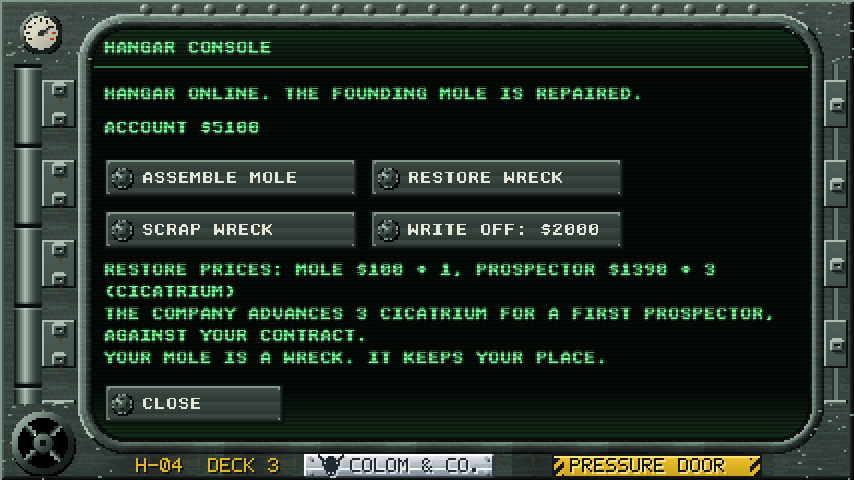 HANGAR CONSOLE
HANGAR ONLINE. THE FOUNDING MOLE IS REPAIRED.
ACCOUNT $5100
ASSEMBLE MOLE
RESTORE WRECK
SCRAP WRECK
WRITE OFF: $2000
RESTORE PRICES: MOLE $100 + 1, PROSPECTOR $1390 + 3
(CICATRIUM)
THE COMPANY ADVANCES 3 CICATRIUM FOR A FIRST PROSPECTOR,
AGAINST YOUR CONTRACT.
YOUR MOLE IS A WRECK. IT KEEPS YOUR PLACE.
CLOSE
H-04 DECK 3
COLOM & CO.
PRESSURE DOOR